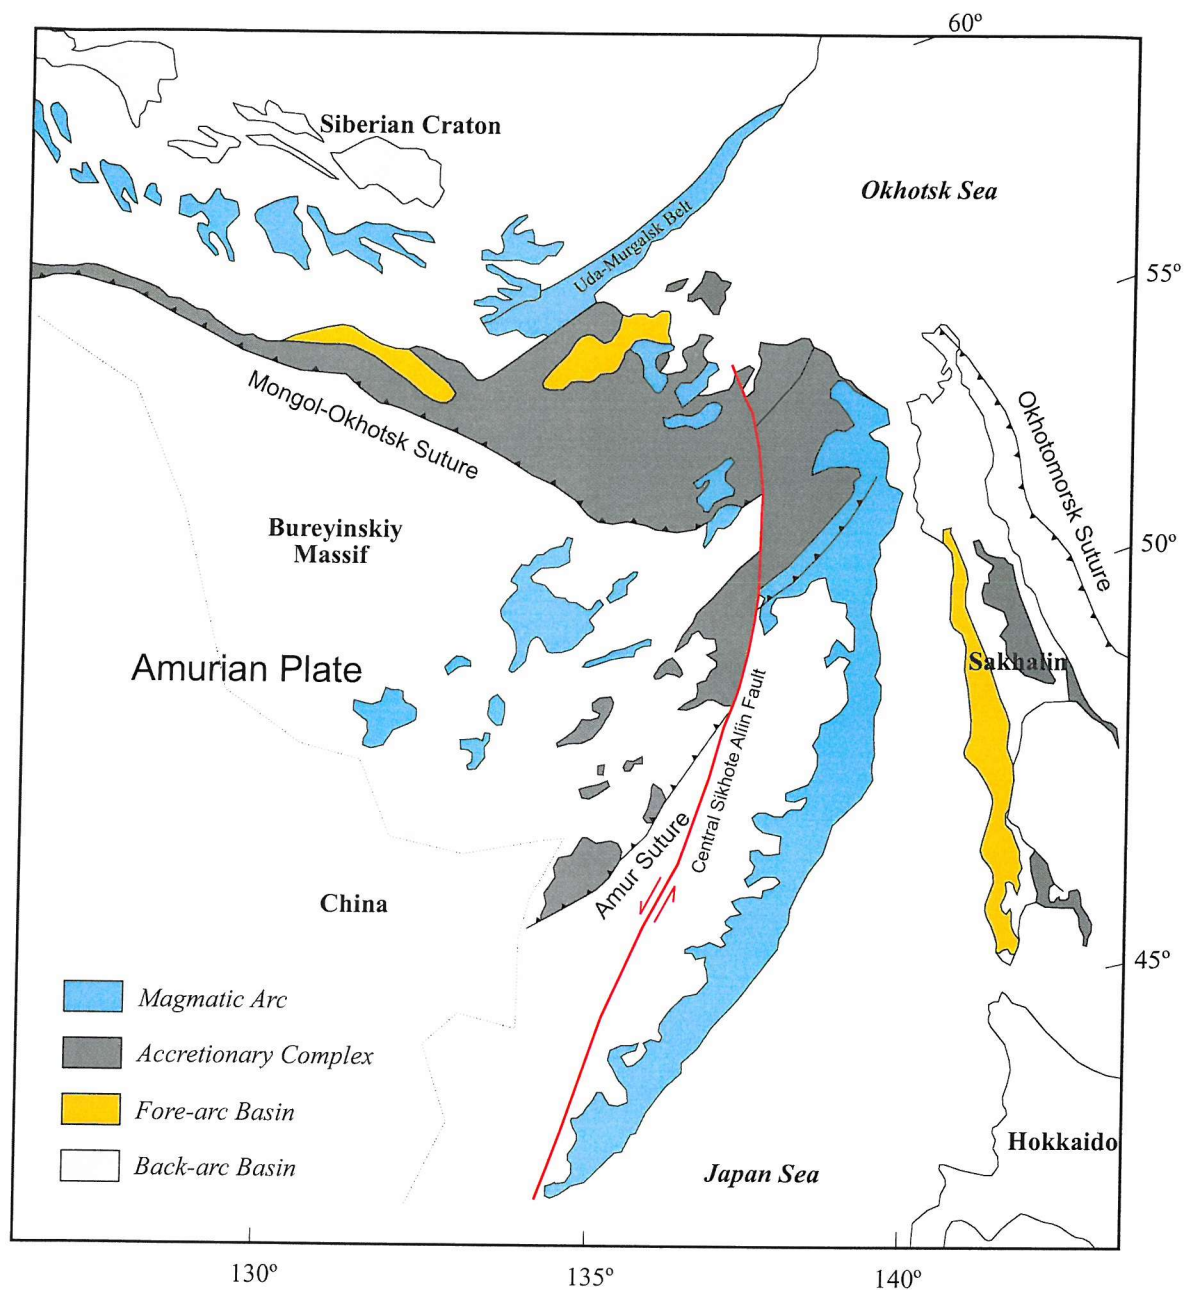 60º
Siberian Craton
Okhotsk Sea
Uda-Murgalsk Belt
55º
Mongol-Okhotsk Suture
Okhotomorsk Suture
Bureyinskiy
Massif
50º
Amurian Plate
Sakhalin
Central Sikhote Aliin Fault
Amur Suture
China
45º
Magmatic Arc
Accretionary Complex
Fore-arc Basin
Back-arc Basin
Hokkaido
Japan Sea
130º
135º
140º